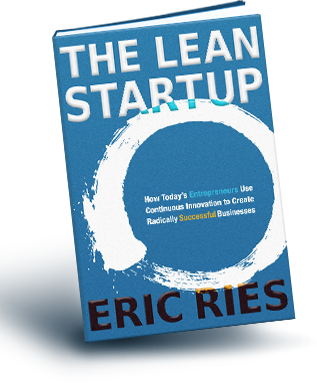 THE LEAN
STARTUP
How Today's Entrepreneurs Use
Continuous Innovation to Create
Radically Successful Businesses
ERIC RIES